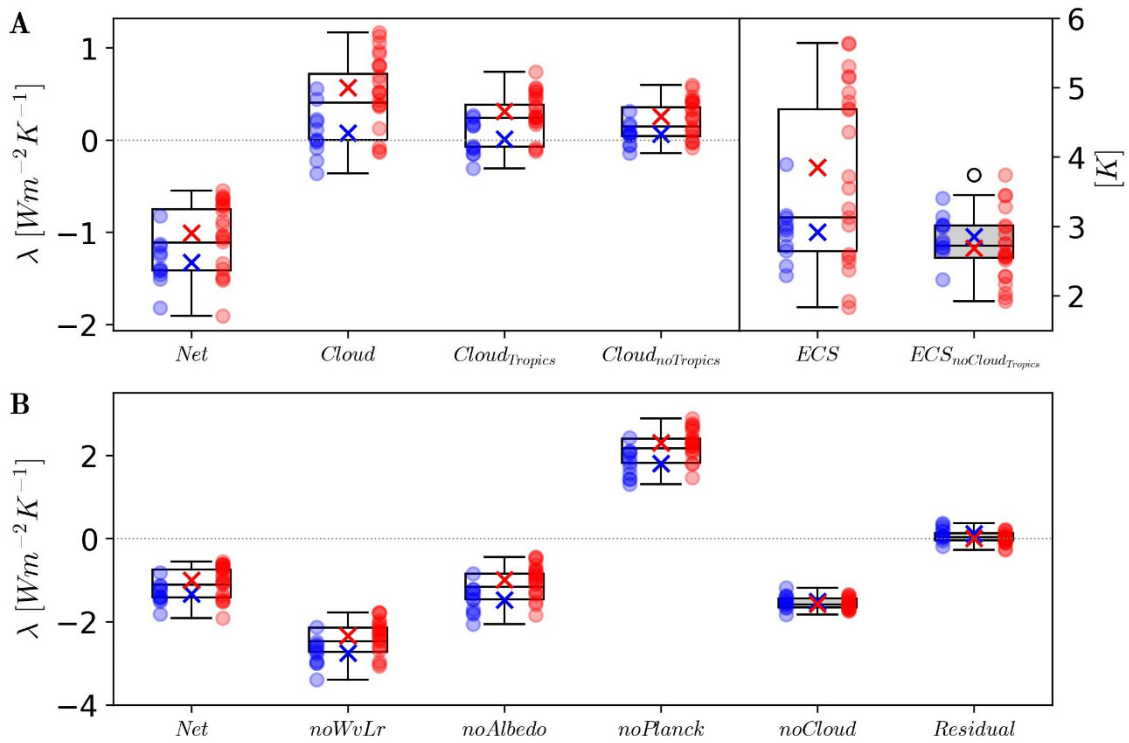 A
λ [Wm⁻²K⁻¹]
1
0
−1
−2
6
5
4
3
2
[K]
Net Cloud Cloud_Tropics Cloud_noTropics ECS ECS_noCloud_Tropics
B
λ [Wm⁻²K⁻¹]
2
0
−2
−4
Net noWvLr noAlbedo noPlanck noCloud Residual